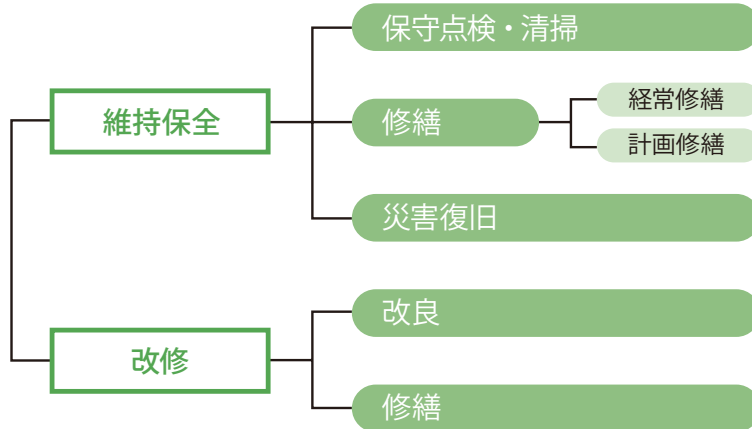 保守点検・清掃
維持保全
修繕
経常修繕
計画修繕
災害復旧
改良
改修
修繕